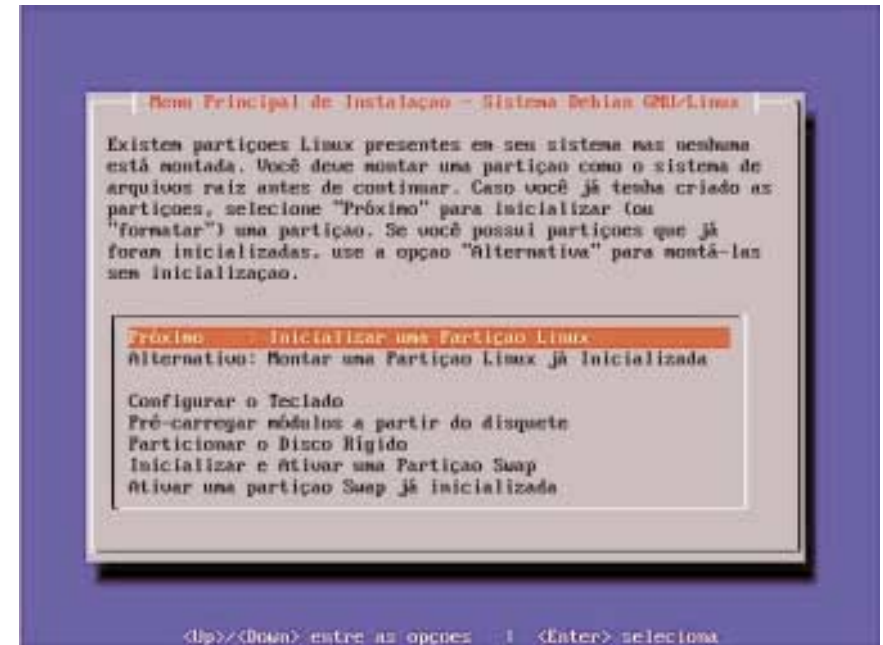 Menu Principal de Instalaçao - Sistema Debian GNU/Linux
Existem partiçoes Linux presentes em seu sistema mas nenhuma
está montada. Você deve montar uma partiçao como o sistema de
arquivos raiz antes de continuar. Caso você já tenha criado as
partiçoes, selecione "Próximo" para inicializar (ou
"formatar") uma partiçao. Se você possui partiçoes que já
foram inicializadas, use a opçao "Alternativa" para montá-las
sem inicializaçao.
Próximo : Inicializar uma Partiçao Linux
Alternativo: Montar uma Partiçao Linux já Inicializada
Configurar o Teclado
Pré-carregar módulos a partir do disquete
Particionar o Disco Rígido
Inicializar e Ativar uma Partiçao Swap
Ativar uma partiçao Swap já inicializada
<Up>/<Down> entre as opçoes | <Enter> seleciona